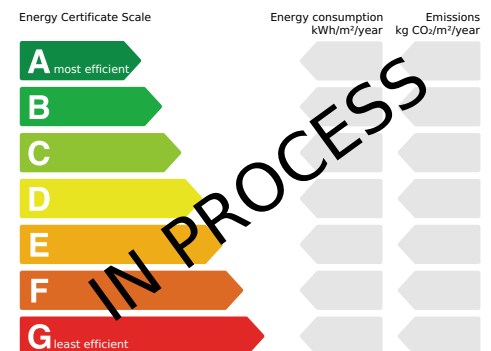 Energy Certificate Scale
Energy consumption
kWh/m²/year
Emissions
kg CO₂/m²/year
A most efficient
B
C
D
E
F
G least efficient
IN PROCESS